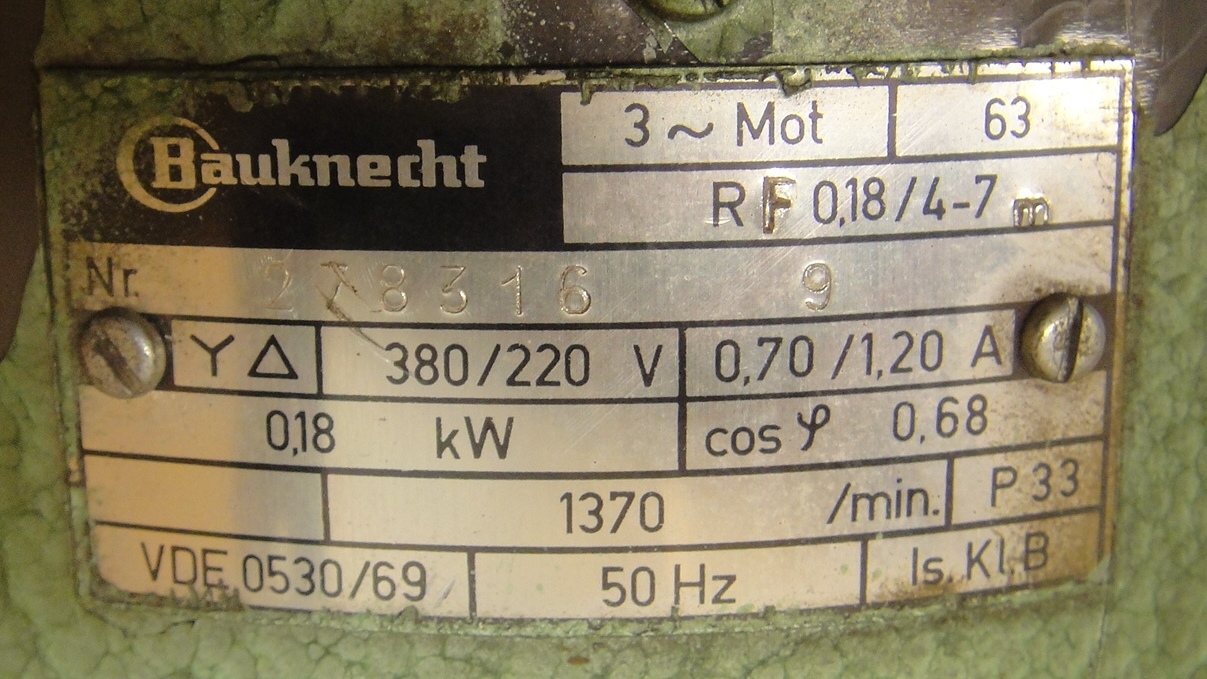 Bauknecht
3 ~ Mot 63
RF 0,18/4-7 m
Nr. 278316 9
Y Δ 380/220 V 0,70/1,20 A
0,18 kW cos φ 0,68
1370 /min. P 33
VDE 0530/69 50 Hz Is. Kl. B